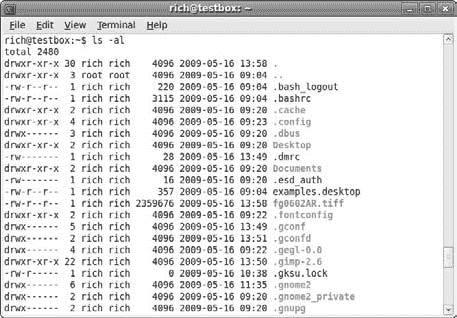 rich@testbox: ~
File Edit View Terminal Help
rich@testbox:~$ ls -al
total 2480
drwxr-xr-x 30 rich rich 4096 2009-05-16 13:58 .
drwxr-xr-x 3 root root 4096 2009-05-16 09:04 ..
-rw-r--r-- 1 rich rich 220 2009-05-16 09:04 .bash_logout
-rw-r--r-- 1 rich rich 3115 2009-05-16 09:04 .bashrc
drwxr-xr-x 2 rich rich 4096 2009-05-16 09:20 .cache
drwxr-xr-x 4 rich rich 4096 2009-05-16 09:23 .config
drwx------ 3 rich rich 4096 2009-05-16 09:20 .dbus
drwxr-xr-x 2 rich rich 4096 2009-05-16 09:20 Desktop
-rw------- 1 rich rich 28 2009-05-16 13:49 .dmrc
drwxr-xr-x 2 rich rich 4096 2009-05-16 09:20 Documents
-rw------- 1 rich rich 16 2009-05-16 09:20 .esd_auth
-rw-r--r-- 1 rich rich 357 2009-05-16 09:04 examples.desktop
-rw-r--r-- 1 rich rich 2359676 2009-05-16 13:58 fg0602AR.tiff
drwxr-xr-x 2 rich rich 4096 2009-05-16 09:22 .fontconfig
drwx------ 5 rich rich 4096 2009-05-16 13:49 .gconf
drwx------ 2 rich rich 4096 2009-05-16 13:51 .gconfd
drwx------ 4 rich rich 4096 2009-05-16 09:22 .gegl-0.0
drwxr-xr-x 22 rich rich 4096 2009-05-16 13:50 .gimp-2.6
-rw-r----- 1 rich rich 0 2009-05-16 10:38 .gksu.lock
drwx------ 6 rich rich 4096 2009-05-16 11:35 .gnome2
drwx------ 2 rich rich 4096 2009-05-16 09:20 .gnome2_private
drwx------ 2 rich rich 4096 2009-05-16 09:20 .gnupg